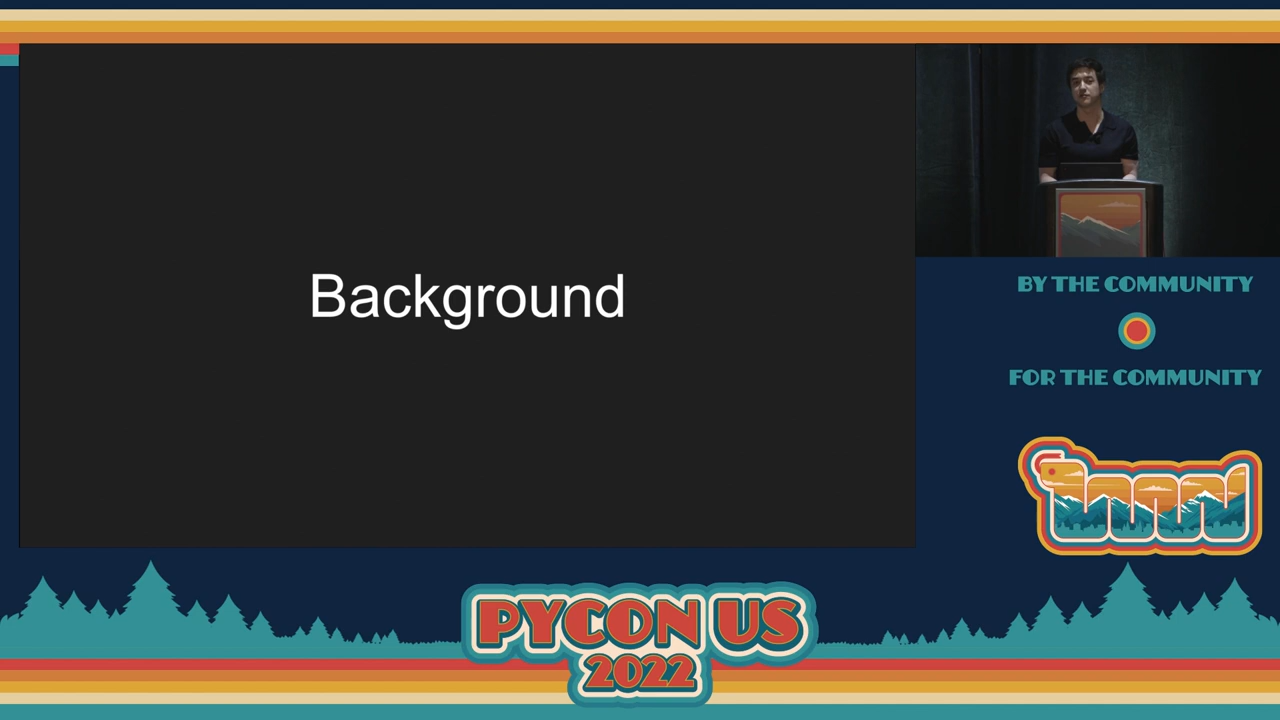 Background
BY THE COMMUNITY
FOR THE COMMUNITY
PYCON US
2022